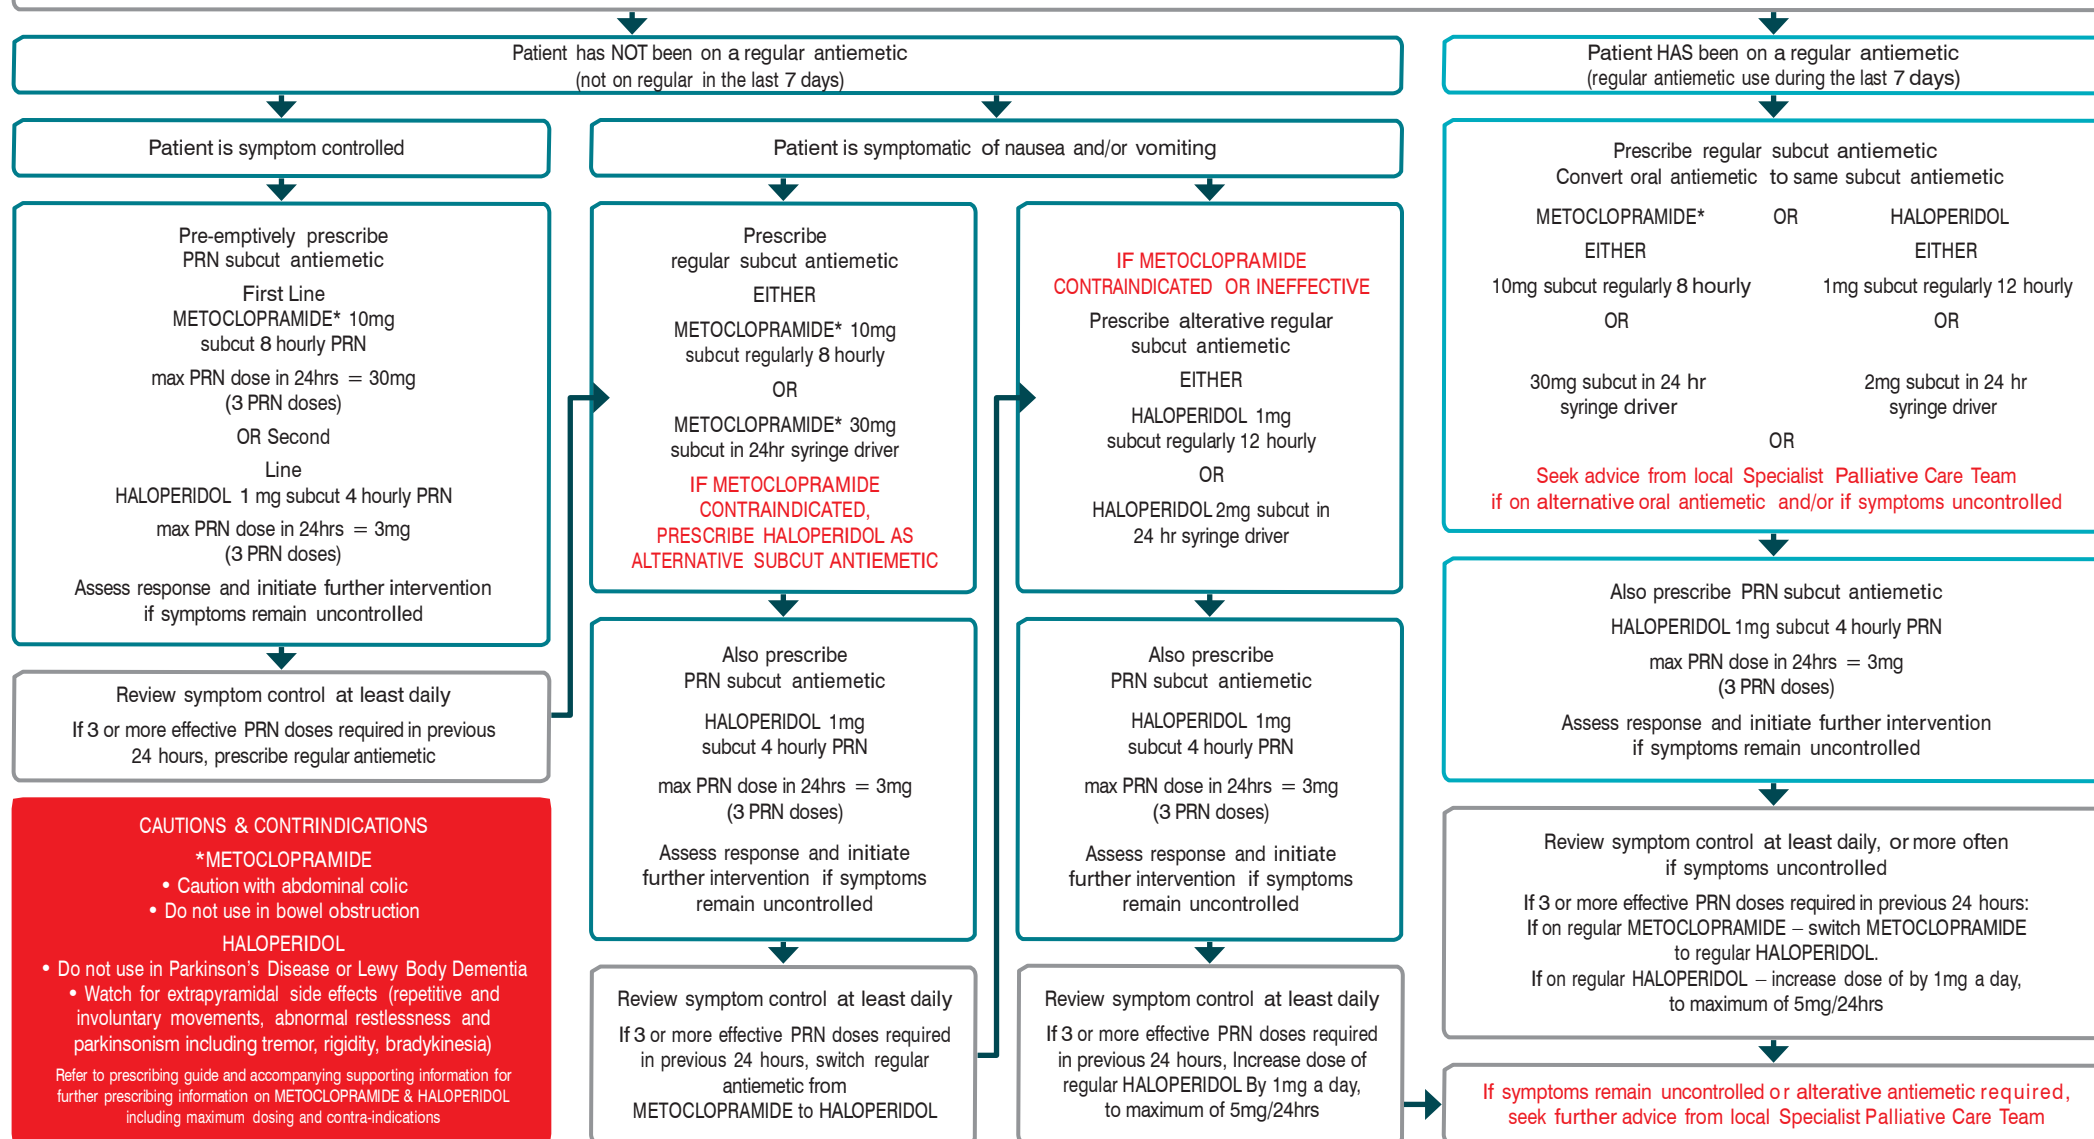 Patient has NOT been on a regular antiemetic
(not on regular in the last 7 days)
Patient is symptom controlled
Pre-emptively prescribe
PRN subcut antiemetic
First Line
METOCLOPRAMIDE* 10mg
subcut 8 hourly PRN
max PRN dose in 24hrs = 30mg
(3 PRN doses)
OR Second
Line
HALOPERIDOL 1 mg subcut 4 hourly PRN
max PRN dose in 24hrs = 3mg
(3 PRN doses)
Assess response and initiate further intervention
if symptoms remain uncontrolled
Review symptom control at least daily
If 3 or more effective PRN doses required in previous
24 hours, prescribe regular antiemetic
CAUTIONS & CONTRINDICATIONS
*METOCLOPRAMIDE
• Caution with abdominal colic
• Do not use in bowel obstruction
HALOPERIDOL
• Do not use in Parkinson's Disease or Lewy Body Dementia
• Watch for extrapyramidal side effects (repetitive and
involuntary movements, abnormal restlessness and
parkinsonism including tremor, rigidity, bradykinesia)
Refer to prescribing guide and accompanying supporting information for
further prescribing information on METOCLOPRAMIDE & HALOPERIDOL
including maximum dosing and contra-indications
Patient is symptomatic of nausea and/or vomiting
Prescribe
regular subcut antiemetic
EITHER
METOCLOPRAMIDE* 10mg
subcut regularly 8 hourly
OR
METOCLOPRAMIDE* 30mg
subcut in 24hr syringe driver
IF METOCLOPRAMIDE
CONTRAINDICATED,
PRESCRIBE HALOPERIDOL AS
ALTERNATIVE SUBCUT ANTIEMETIC
Also prescribe
PRN subcut antiemetic
HALOPERIDOL 1mg
subcut 4 hourly PRN
max PRN dose in 24hrs = 3mg
(3 PRN doses)
Assess response and initiate
further intervention if symptoms
remain uncontrolled
Review symptom control at least daily
If 3 or more effective PRN doses required
in previous 24 hours, switch regular
antiemetic from
METOCLOPRAMIDE to HALOPERIDOL
IF METOCLOPRAMIDE
CONTRAINDICATED OR INEFFECTIVE
Prescribe alterative regular
subcut antiemetic
EITHER
HALOPERIDOL 1mg
subcut regularly 12 hourly
OR
HALOPERIDOL 2mg subcut in
24 hr syringe driver
Also prescribe
PRN subcut antiemetic
HALOPERIDOL 1mg
subcut 4 hourly PRN
max PRN dose in 24hrs = 3mg
(3 PRN doses)
Assess response and initiate
further intervention if symptoms
remain uncontrolled
Review symptom control at least daily
If 3 or more effective PRN doses required
in previous 24 hours, Increase dose of
regular HALOPERIDOL By 1mg a day,
to maximum of 5mg/24hrs
Patient HAS been on a regular antiemetic
(regular antiemetic use during the last 7 days)
Prescribe regular subcut antiemetic
Convert oral antiemetic to same subcut antiemetic
METOCLOPRAMIDE* OR HALOPERIDOL
EITHER EITHER
10mg subcut regularly 8 hourly 1mg subcut regularly 12 hourly
OR OR
30mg subcut in 24 hr 2mg subcut in 24 hr
syringe driver syringe driver
OR
Seek advice from local Specialist Palliative Care Team
if on alternative oral antiemetic and/or if symptoms uncontrolled
Also prescribe PRN subcut antiemetic
HALOPERIDOL 1mg subcut 4 hourly PRN
max PRN dose in 24hrs = 3mg
(3 PRN doses)
Assess response and initiate further intervention
if symptoms remain uncontrolled
Review symptom control at least daily, or more often
if symptoms uncontrolled
If 3 or more effective PRN doses required in previous 24 hours:
If on regular METOCLOPRAMIDE – switch METOCLOPRAMIDE
to regular HALOPERIDOL.
If on regular HALOPERIDOL – increase dose of by 1mg a day,
to maximum of 5mg/24hrs
If symptoms remain uncontrolled or alterative antiemetic required,
seek further advice from local Specialist Palliative Care Team